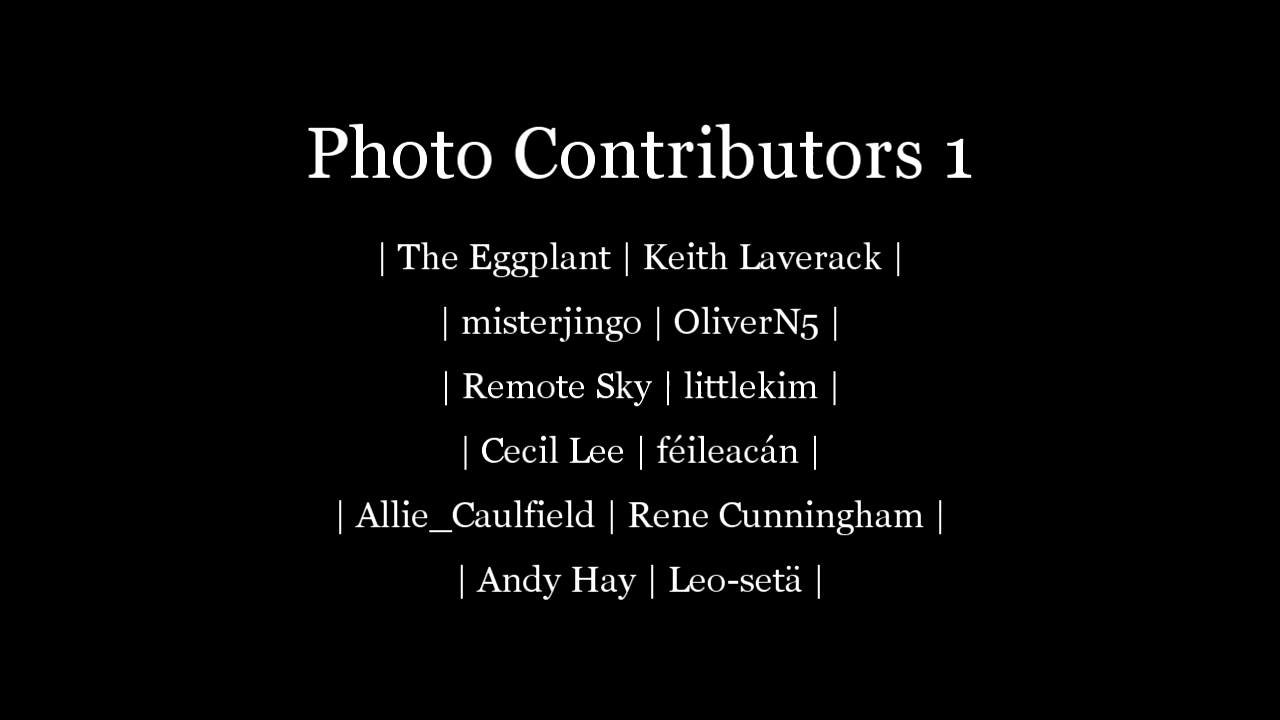 Photo Contributors 1
| The Eggplant | Keith Laverack |
| misterjingo | OliverN5 |
| Remote Sky | littlekim |
| Cecil Lee | féileacán |
| Allie_Caulfield | Rene Cunningham |
| Andy Hay | Leo-setä |